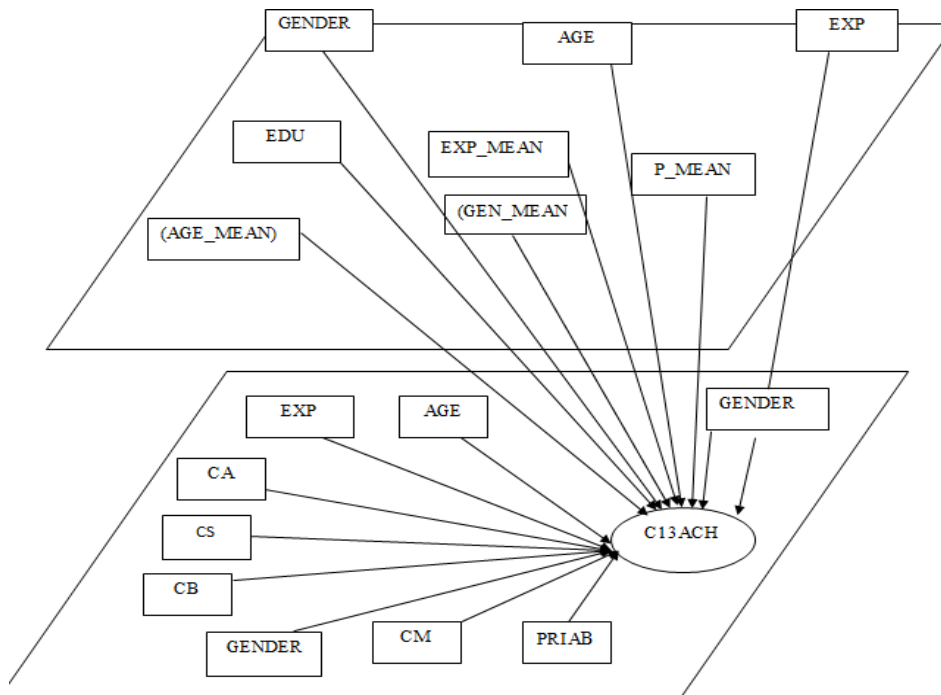 GENDER
AGE
EXP
EDU
EXP_MEAN
P_MEAN
(GEN_MEAN
(AGE_MEAN)
EXP
AGE
GENDER
CA
CS
C13ACH
CB
GENDER
CM
PRIAB